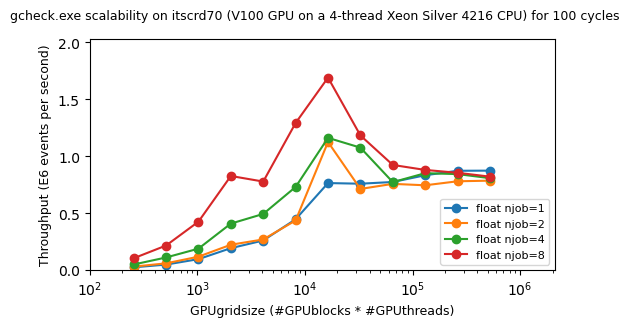 gcheck.exe scalability on itscrd70 (V100 GPU on a 4-thread Xeon Silver 4216 CPU) for 100 cycles
Throughput (E6 events per second)
2.0
1.5
1.0
0.5
0.0
10²
10³
10⁴
10⁵
10⁶
GPUgridsize (#GPUblocks * #GPUthreads)
float njob=1
float njob=2
float njob=4
float njob=8